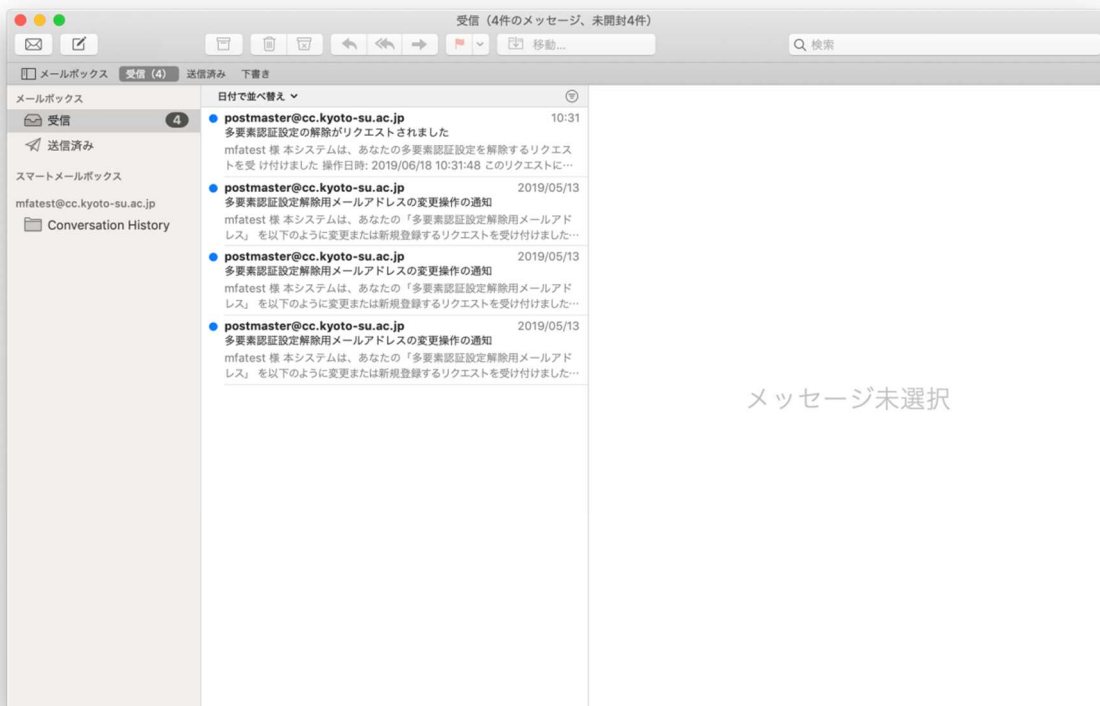 受信（4件のメッセージ、未開封4件）
移動...
検索
メールボックス 受信（4） 送信済み 下書き
メールボックス
受信 4
送信済み
スマートメールボックス
mfatest@cc.kyoto-su.ac.jp
Conversation History
日付で並べ替え
postmaster@cc.kyoto-su.ac.jp 10:31
多要素認証設定の解除がリクエストされました
mfatest 様 本システムは、あなたの多要素認証設定を解除するリクエス
トを受 け付けました 操作日時: 2019/06/18 10:31:48 このリクエストに…
postmaster@cc.kyoto-su.ac.jp 2019/05/13
多要素認証設定解除用メールアドレスの変更操作の通知
mfatest 様 本システムは、あなたの「多要素認証設定解除用メールアド
レス」 を以下のように変更または新規登録するリクエストを受け付けました…
postmaster@cc.kyoto-su.ac.jp 2019/05/13
多要素認証設定解除用メールアドレスの変更操作の通知
mfatest 様 本システムは、あなたの「多要素認証設定解除用メールアド
レス」 を以下のように変更または新規登録するリクエストを受け付けました…
postmaster@cc.kyoto-su.ac.jp 2019/05/13
多要素認証設定解除用メールアドレスの変更操作の通知
mfatest 様 本システムは、あなたの「多要素認証設定解除用メールアド
レス」 を以下のように変更または新規登録するリクエストを受け付けました…
メッセージ未選択